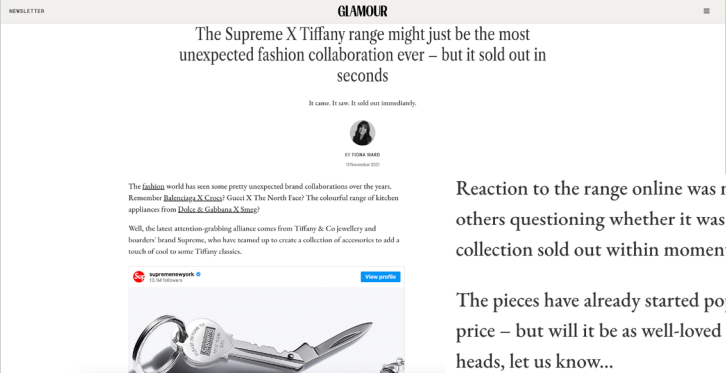 NEWSLETTER
GLAMOUR
The Supreme X Tiffany range might just be the most
unexpected fashion collaboration ever – but it sold out in
seconds
It came. It saw. It sold out immediately.
BY FIONA WARD
12 November 2021
The fashion world has seen some pretty unexpected brand collaborations over the years.
Remember Balenciaga X Crocs? Gucci X The North Face? The colourful range of kitchen
appliances from Dolce & Gabbana X Smeg?
Well, the latest attention-grabbing alliance comes from Tiffany & Co jewellery and
boarders' brand Supreme, who have teamed up to create a collection of accessories to add a
touch of cool to some Tiffany classics.
Sup
supremenewyork
13.1M followers
View profile
Reaction to the range online was
others questioning whether it was
collection sold out within
The pieces have already started
price – but will it be as well-loved
heads, let us know...